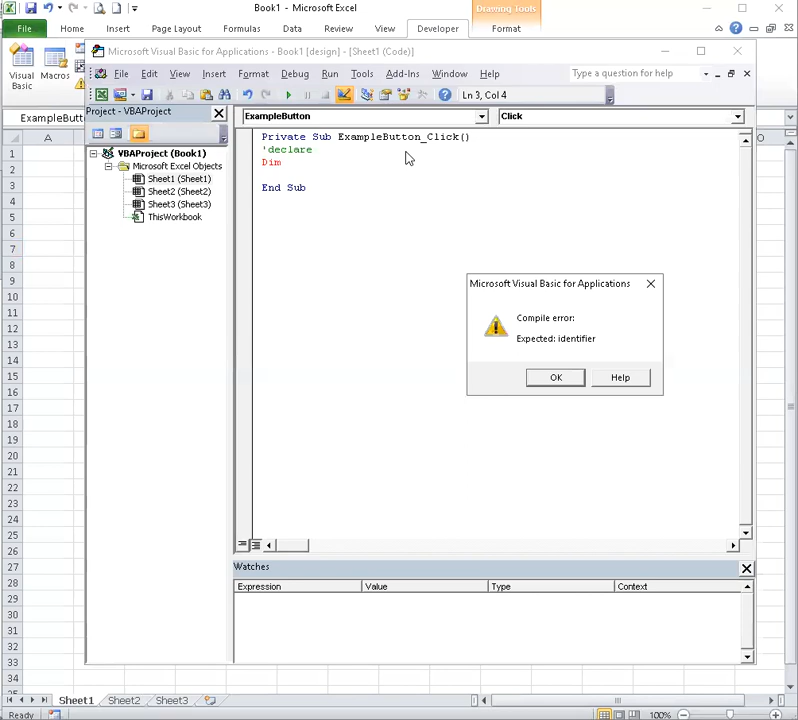 Book1 - Microsoft Excel
Drawing Tools
File Home Insert Page Layout Formulas Data Review View Developer Format
Visual Basic
Macros
ExampleButt
Microsoft Visual Basic for Applications - Book1 [design] - [Sheet1 (Code)]
File Edit View Insert Format Debug Run Tools Add-Ins Window Help
Type a question for help
Ln 3, Col 4
Project - VBAProject
VBAProject (Book1)
Microsoft Excel Objects
Sheet1 (Sheet1)
Sheet2 (Sheet2)
Sheet3 (Sheet3)
ThisWorkbook
ExampleButton
Click
Private Sub ExampleButton_Click()
'declare
Dim
End Sub
Microsoft Visual Basic for Applications
Compile error:
Expected: identifier
OK Help
Watches
Expression Value Type Context
A
O
1
2
3
4
5
6
7
8
9
10
11
12
13
14
15
16
17
18
19
20
21
22
23
24
25
26
27
28
29
30
31
32
33
Sheet1 Sheet2 Sheet3
Ready
100%